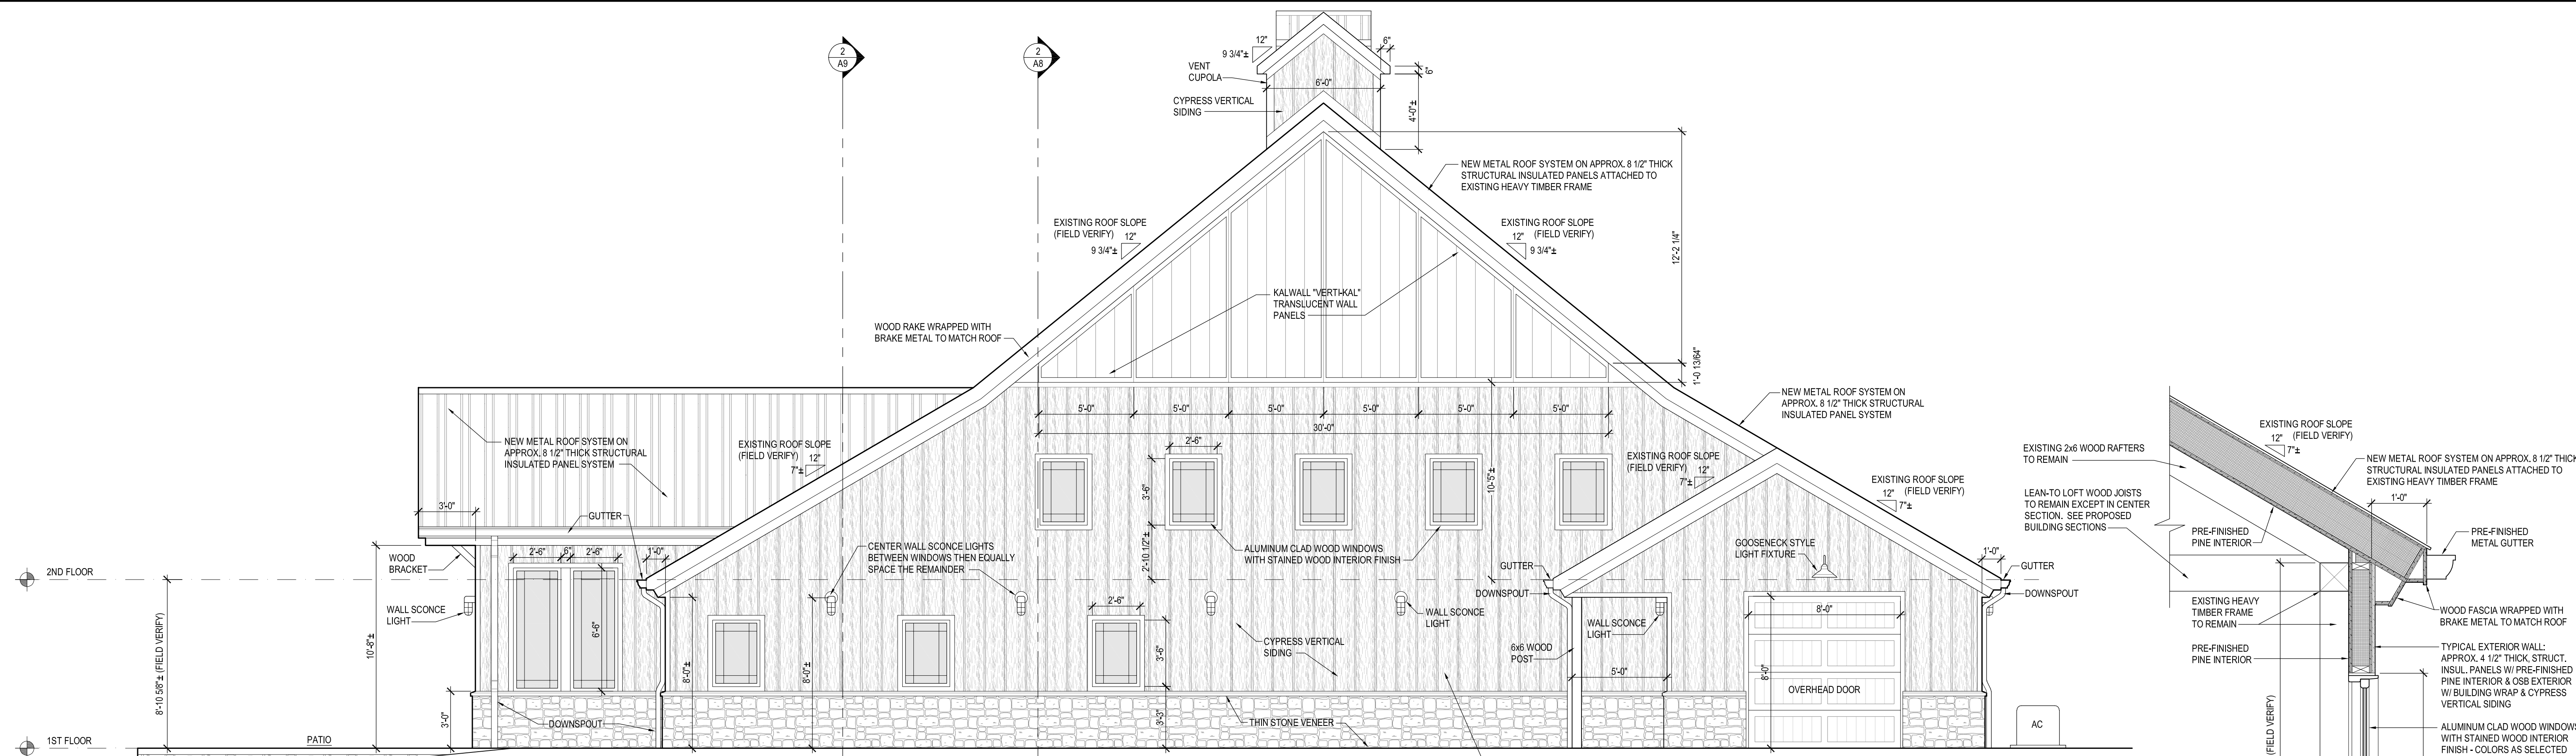 2
A9
2
A8
12"
9 3/4"±
6"
6"
VENT
CUPOLA
6'-0"
CYPRESS VERTICAL
SIDING
4'-0"±
NEW METAL ROOF SYSTEM ON APPROX. 8 1/2" THICK
STRUCTURAL INSULATED PANELS ATTACHED TO
EXISTING HEAVY TIMBER FRAME
EXISTING ROOF SLOPE
(FIELD VERIFY)
12"
9 3/4"±
EXISTING ROOF SLOPE
(FIELD VERIFY)
12"
9 3/4"±
12'-2 1/4"
KALWALL "VERTI-KAL"
TRANSLUCENT WALL
PANELS
WOOD RAKE WRAPPED WITH
BRAKE METAL TO MATCH ROOF
1'-0 13/64"
NEW METAL ROOF SYSTEM ON
APPROX. 8 1/2" THICK STRUCTURAL
INSULATED PANEL SYSTEM
5'-0"
5'-0"
5'-0"
5'-0"
5'-0"
5'-0"
30'-0"
NEW METAL ROOF SYSTEM ON
APPROX. 8 1/2" THICK STRUCTURAL
INSULATED PANEL SYSTEM
EXISTING ROOF SLOPE
(FIELD VERIFY)
12"
7"±
2'-6"
3'-6"
10'-5"±
2'-10 1/2"±
EXISTING ROOF SLOPE
(FIELD VERIFY)
12"
7"±
EXISTING ROOF SLOPE
(FIELD VERIFY)
12"
7"±
3'-0"
GUTTER
WOOD
BRACKET
2'-6"
6"
2'-6"
1'-0"
CENTER WALL SCONCE LIGHTS
BETWEEN WINDOWS THEN EQUALLY
SPACE THE REMAINDER
ALUMINUM CLAD WOOD WINDOWS
WITH STAINED WOOD INTERIOR FINISH
GOOSENECK STYLE
LIGHT FIXTURE
1'-0"
GUTTER
GUTTER
DOWNSPOUT
DOWNSPOUT
2ND FLOOR
WALL SCONCE
LIGHT
8'-10 5/8"± (FIELD VERIFY)
10'-8"±
6'-6"
8'-0"±
8'-0"±
2'-6"
3'-6"
WALL SCONCE
LIGHT
CYPRESS VERTICAL
SIDING
6x6 WOOD
POST
WALL SCONCE
LIGHT
5'-0"
8'-0"
8'-0"
OVERHEAD DOOR
3'-0"
DOWNSPOUT
3'-3"
THIN STONE VENEER
AC
1ST FLOOR
PATIO
EXISTING ROOF SLOPE
(FIELD VERIFY)
12"
7"±
EXISTING 2x6 WOOD RAFTERS
TO REMAIN
NEW METAL ROOF SYSTEM ON APPROX. 8 1/2" THICK
STRUCTURAL INSULATED PANELS ATTACHED TO
EXISTING HEAVY TIMBER FRAME
LEAN-TO LOFT WOOD JOISTS
TO REMAIN EXCEPT IN CENTER
SECTION. SEE PROPOSED
BUILDING SECTIONS
1'-0"
PRE-FINISHED
PINE INTERIOR
PRE-FINISHED
METAL GUTTER
EXISTING HEAVY
TIMBER FRAME
TO REMAIN
WOOD FASCIA WRAPPED WITH
BRAKE METAL TO MATCH ROOF
PRE-FINISHED
PINE INTERIOR
TYPICAL EXTERIOR WALL:
APPROX. 4 1/2" THICK, STRUCT.
INSUL. PANELS W/ PRE-FINISHED
PINE INTERIOR & OSB EXTERIOR
W/ BUILDING WRAP & CYPRESS
VERTICAL SIDING
(FIELD VERIFY)
ALUMINUM CLAD WOOD WINDOWS
WITH STAINED WOOD INTERIOR
FINISH - COLORS AS SELECTED